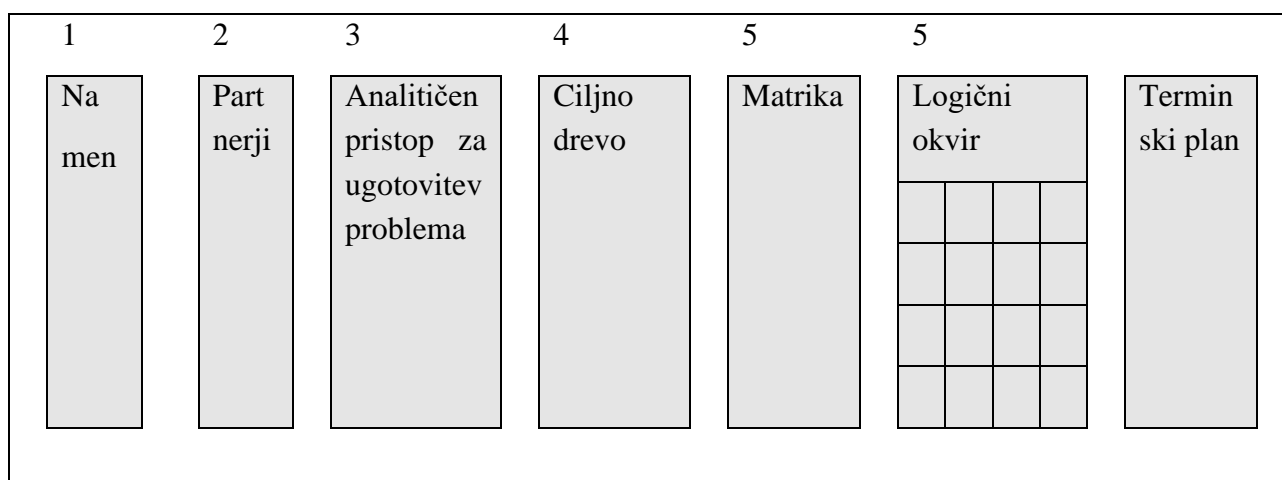 1 2 3 4 5 5
Na
men
Part
nerji
Analitičen
pristop za
ugotovitev
problema
Ciljno
drevo
Matrika
Logični
okvir
Termin
ski plan